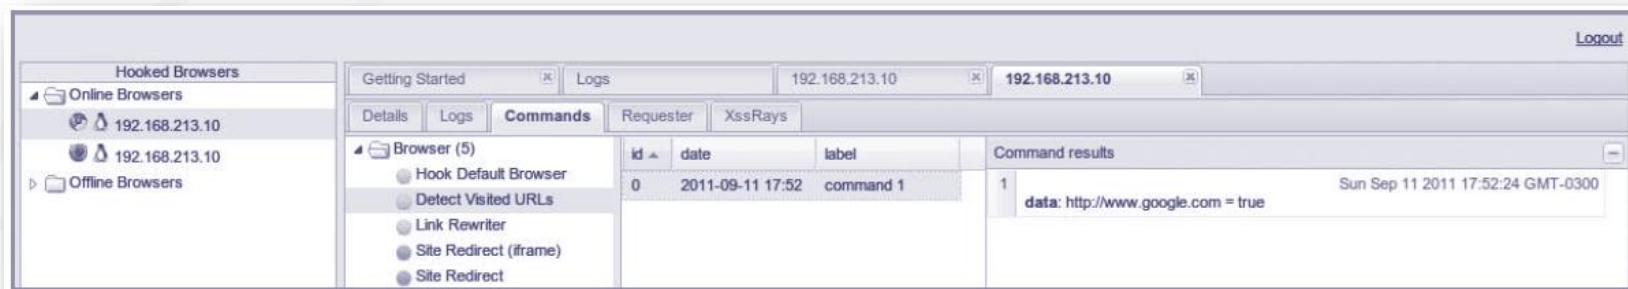 Logout
Hooked Browsers
Online Browsers
192.168.213.10
192.168.213.10
Offline Browsers
Getting Started
Logs
192.168.213.10
192.168.213.10
Details
Logs
Commands
Requester
XssRays
Browser (5)
Hook Default Browser
Detect Visited URLs
Link Rewriter
Site Redirect (iframe)
Site Redirect
id date label
0 2011-09-11 17:52 command 1
Command results
1 Sun Sep 11 2011 17:52:24 GMT-0300
data: http://www.google.com = true